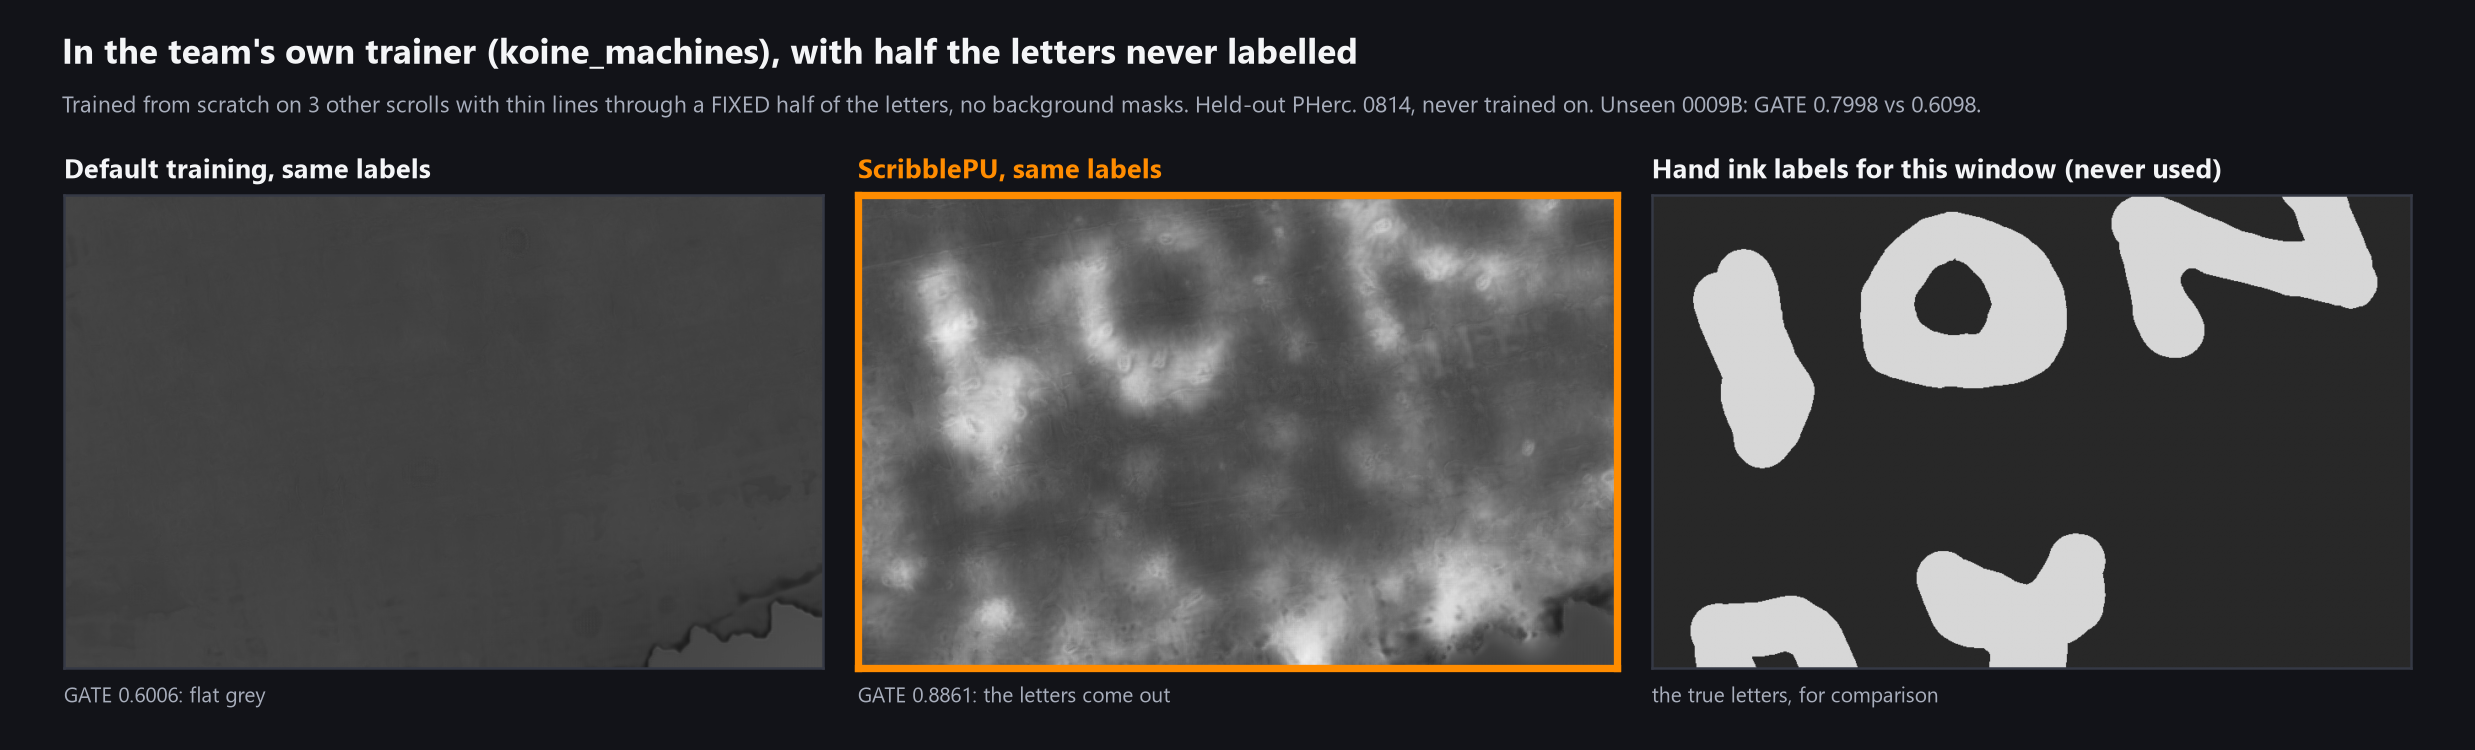 In the team's own trainer (koine_machines), with half the letters never labelled
Trained from scratch on 3 other scrolls with thin lines through a FIXED half of the letters, no background masks. Held-out PHerc. 0814, never trained on. Unseen 0009B: GATE 0.7998 vs 0.6098.
Default training, same labels
ScribblePU, same labels
Hand ink labels for this window (never used)
ΙΟΝ
Υ
GATE 0.6006: flat grey
GATE 0.8861: the letters come out
the true letters, for comparison